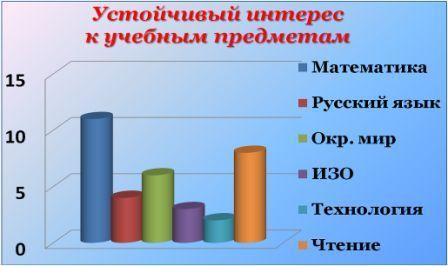 Устойчивый интерес
к учебным предметам
15
10
5
0
Математика
Русский язык
Окр. мир
ИЗО
Технология
Чтение